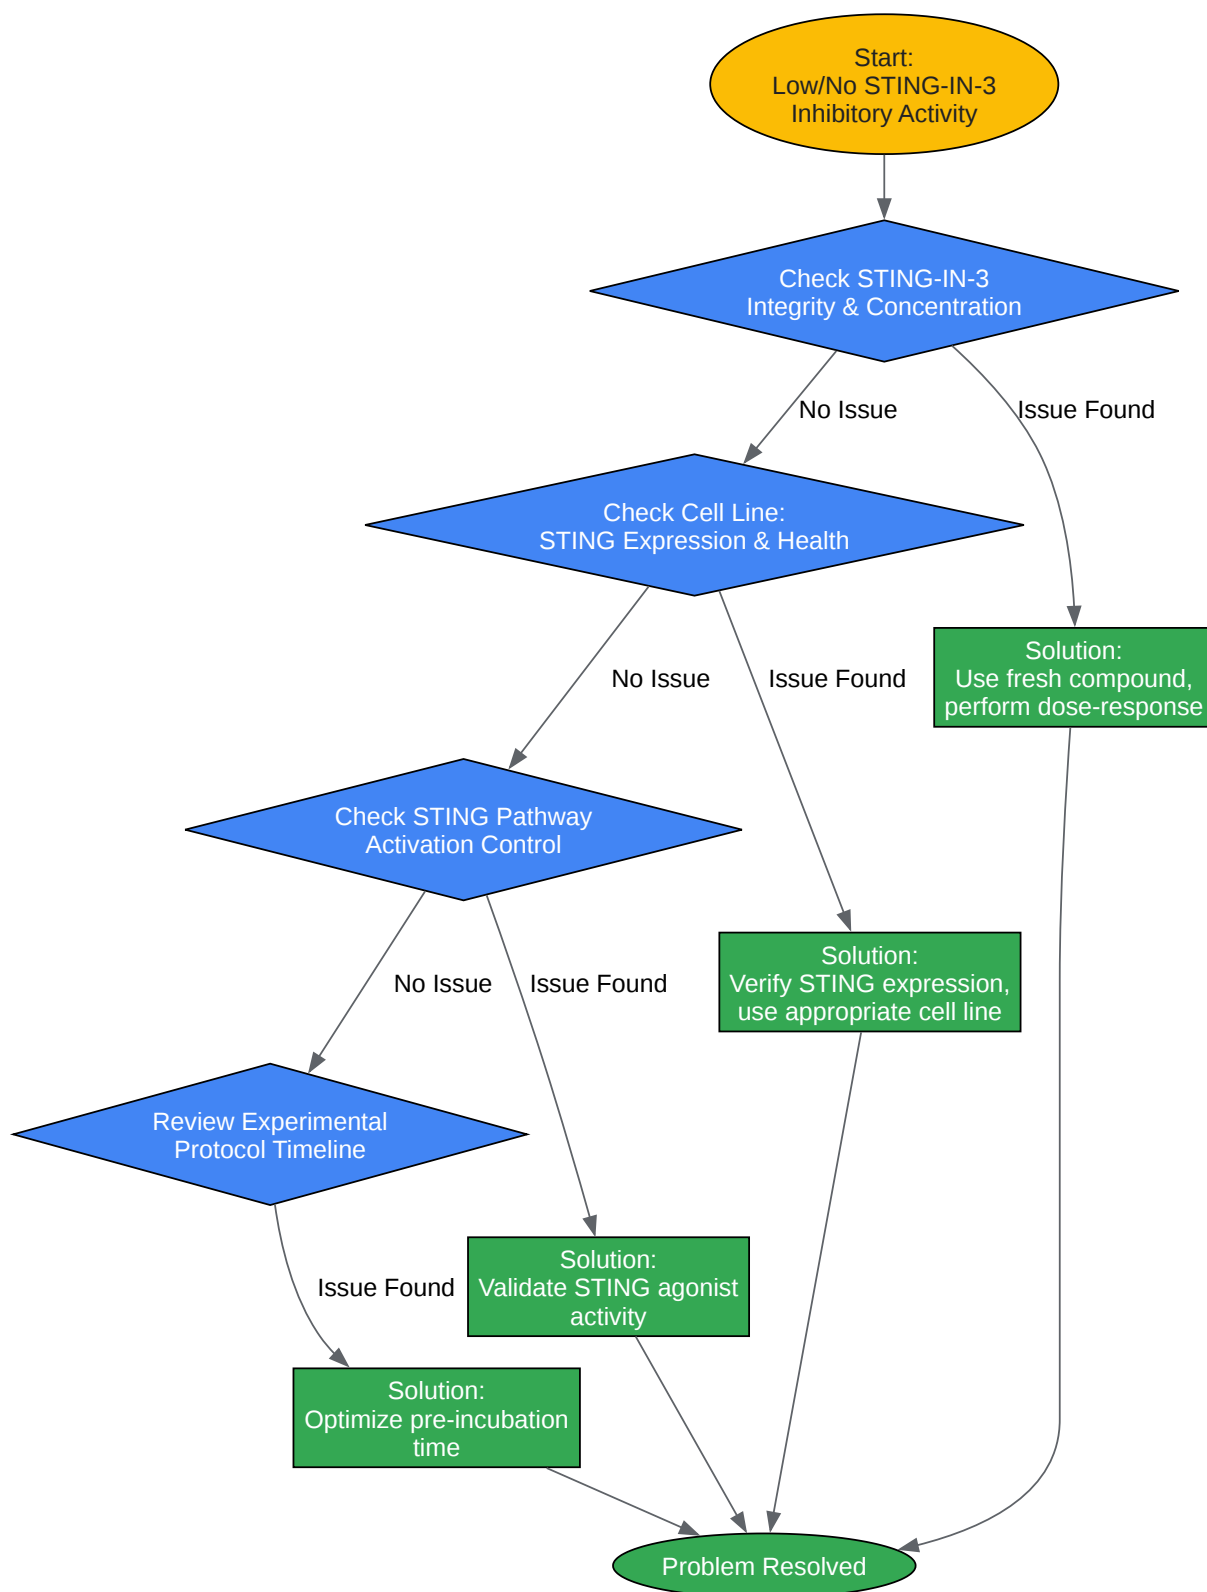 Start:
Low/No STING-IN-3
Inhibitory Activity
Check STING-IN-3
Integrity & Concentration
No Issue
Issue Found
Check Cell Line:
STING Expression & Health
Solution:
Use fresh compound,
perform dose-response
No Issue
Issue Found
Check STING Pathway
Activation Control
Solution:
Verify STING expression,
use appropriate cell line
No Issue
Issue Found
Review Experimental
Protocol Timeline
Solution:
Validate STING agonist
activity
Issue Found
Solution:
Optimize pre-incubation
time
Problem Resolved